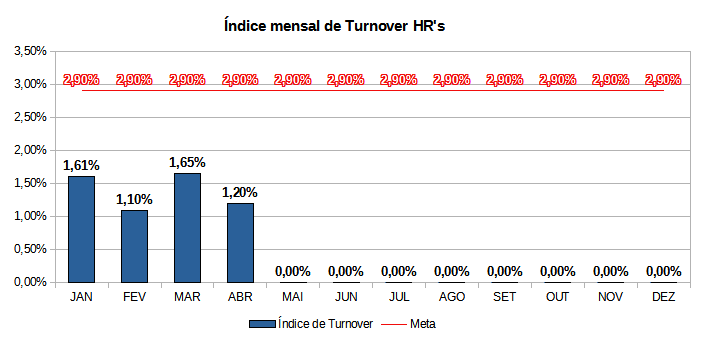 Índice mensal de Turnover HR's
3,50%
3,00%
2,50%
2,00%
1,50%
1,00%
0,50%
0,00%
2,90% 2,90% 2,90% 2,90% 2,90% 2,90% 2,90% 2,90% 2,90% 2,90% 2,90% 2,90%
1,61% 1,10% 1,65% 1,20% 0,00% 0,00% 0,00% 0,00% 0,00% 0,00% 0,00% 0,00%
JAN FEV MAR ABR MAI JUN JUL AGO SET OUT NOV DEZ
Índice de Turnover Meta